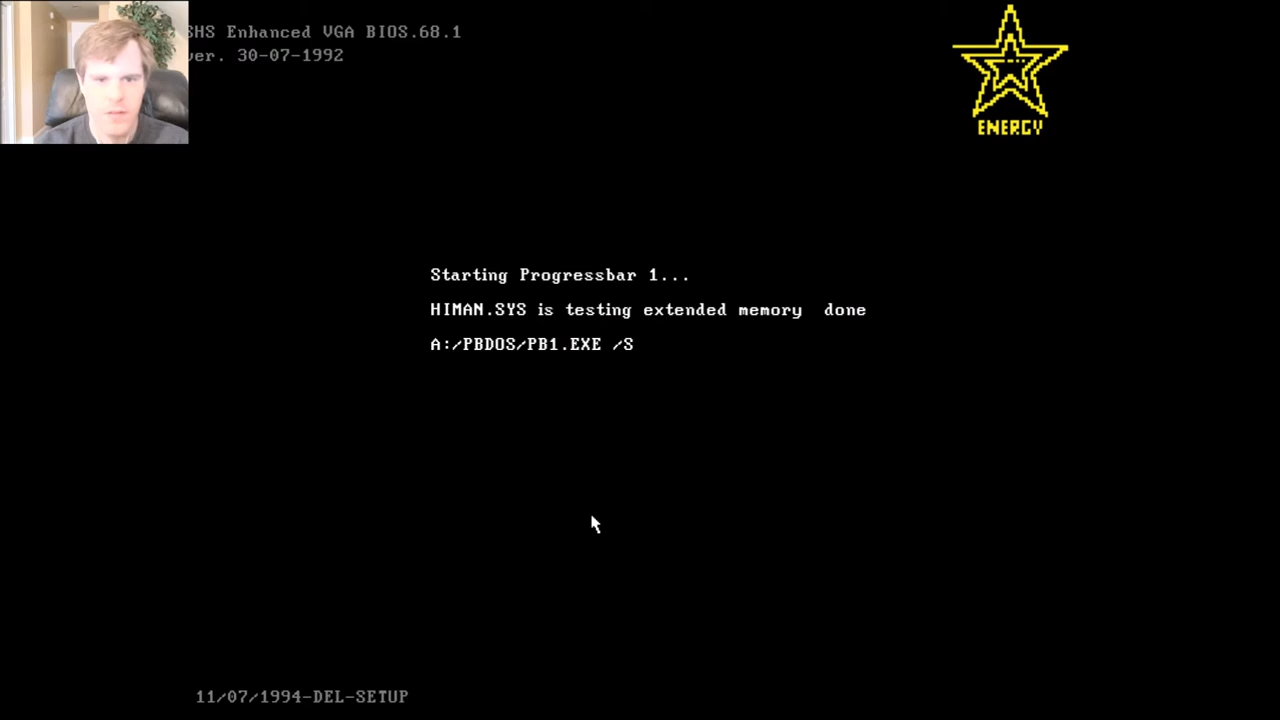 SHS Enhanced VGA BIOS.68.1
ver. 30-07-1992
ENERGY
Starting Progressbar 1...
HIMAN.SYS is testing extended memory  done
A:/PBDOS/PB1.EXE /S
11/07/1994-DEL-SETUP